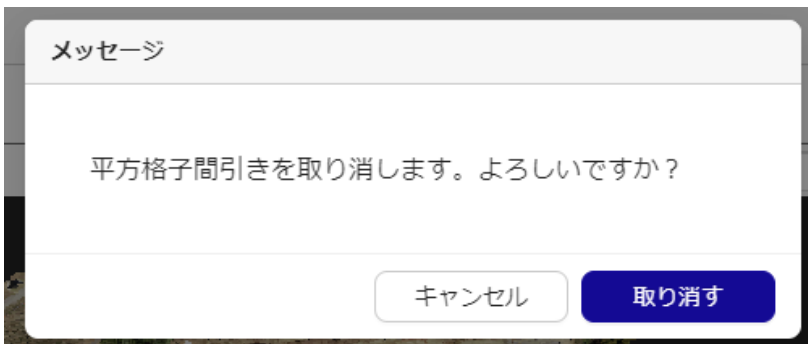 メッセージ
平方格子間引きを取り消します。よろしいですか？
キャンセル
取り消す